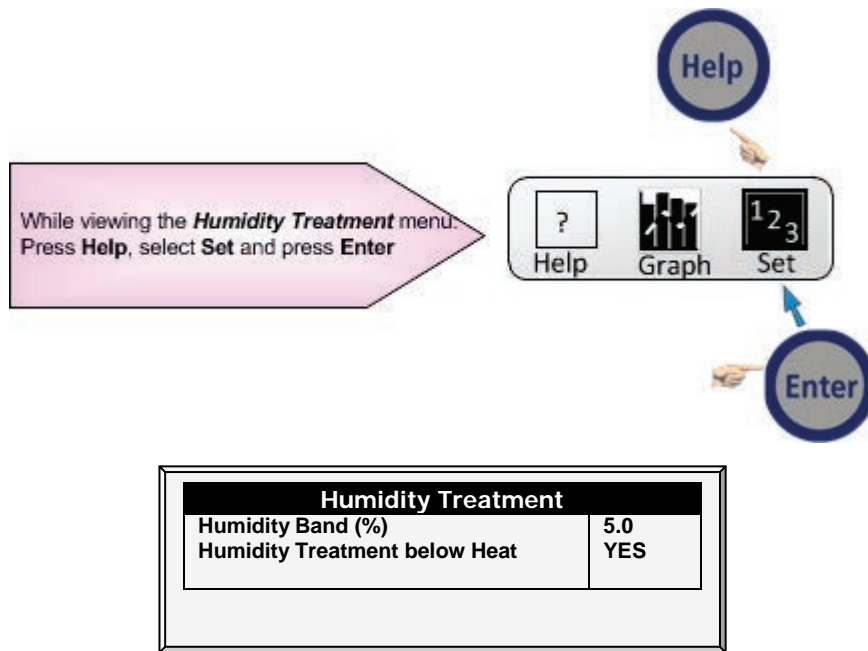 Help
While viewing the Humidity Treatment menu.
Press Help, select Set and press Enter
?
Help
Graph
1 2 3
Set
Enter
Humidity Treatment
Humidity Band (%) 5.0
Humidity Treatment below Heat YES